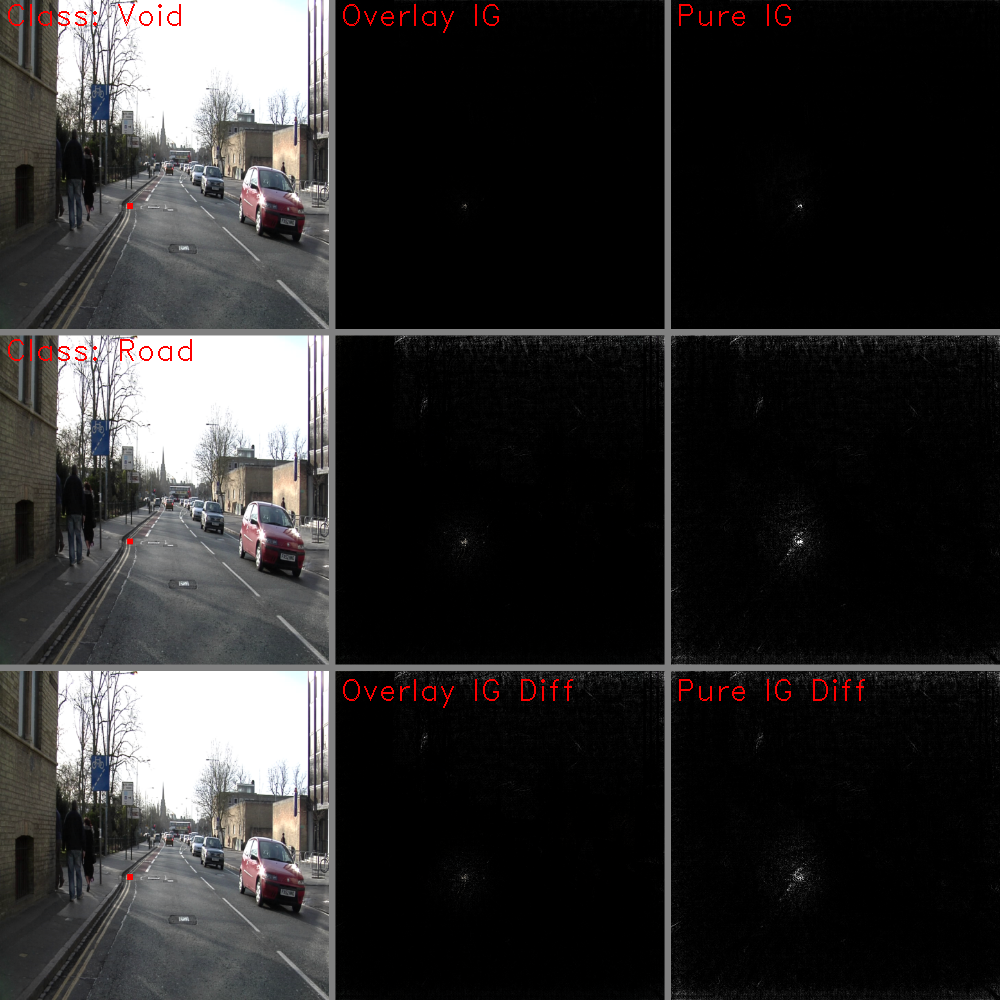 Class: Void
Overlay IG
Pure IG
Class: Road
Overlay IG Diff
Pure IG Diff